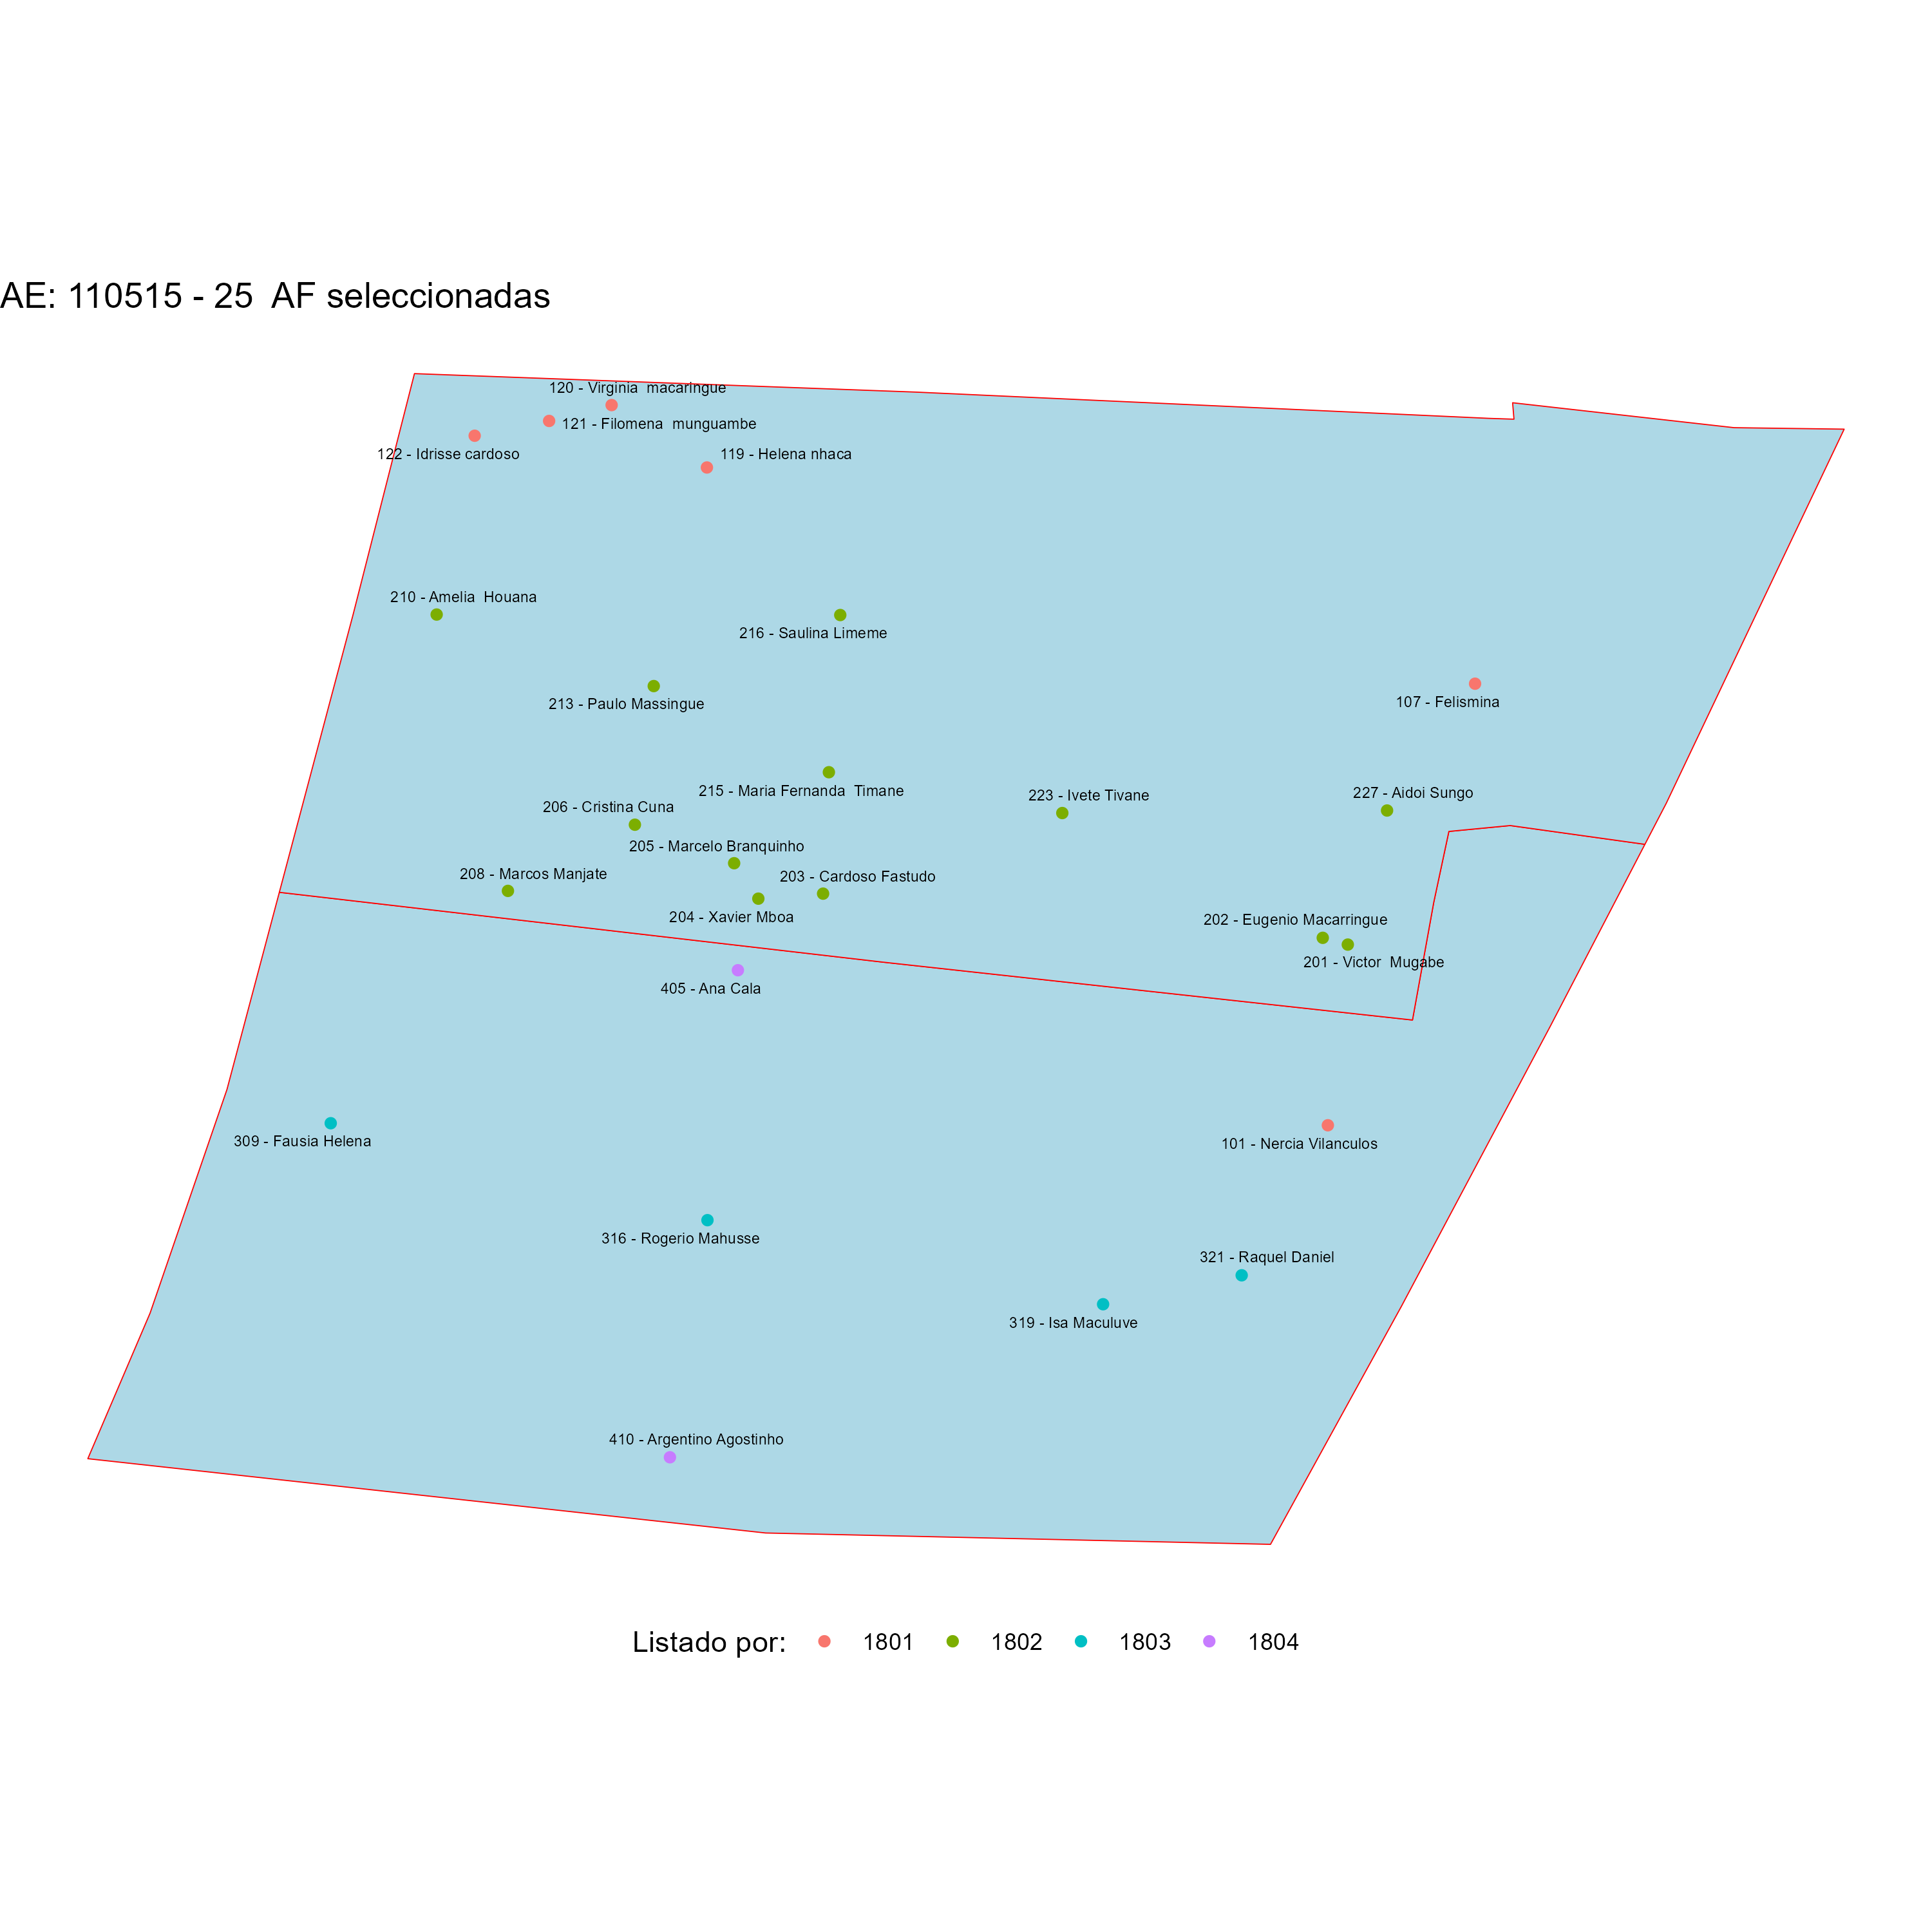 AE: 110515 - 25  AF seleccionadas
120 - Virginia  macaringue
121 - Filomena  munguambe
122 - Idrisse cardoso
119 - Helena nhaca
210 - Amelia  Houana
216 - Saulina Limeme
213 - Paulo Massingue
107 - Felismina
215 - Maria Fernanda  Timane
223 - Ivete Tivane
227 - Aidoi Sungo
206 - Cristina Cuna
205 - Marcelo Branquinho
208 - Marcos Manjate
203 - Cardoso Fastudo
204 - Xavier Mboa
202 - Eugenio Macarringue
201 - Victor  Mugabe
405 - Ana Cala
309 - Fausia Helena
101 - Nercia Vilanculos
316 - Rogerio Mahusse
321 - Raquel Daniel
319 - Isa Maculuve
410 - Argentino Agostinho
Listado por: 1801 1802 1803 1804